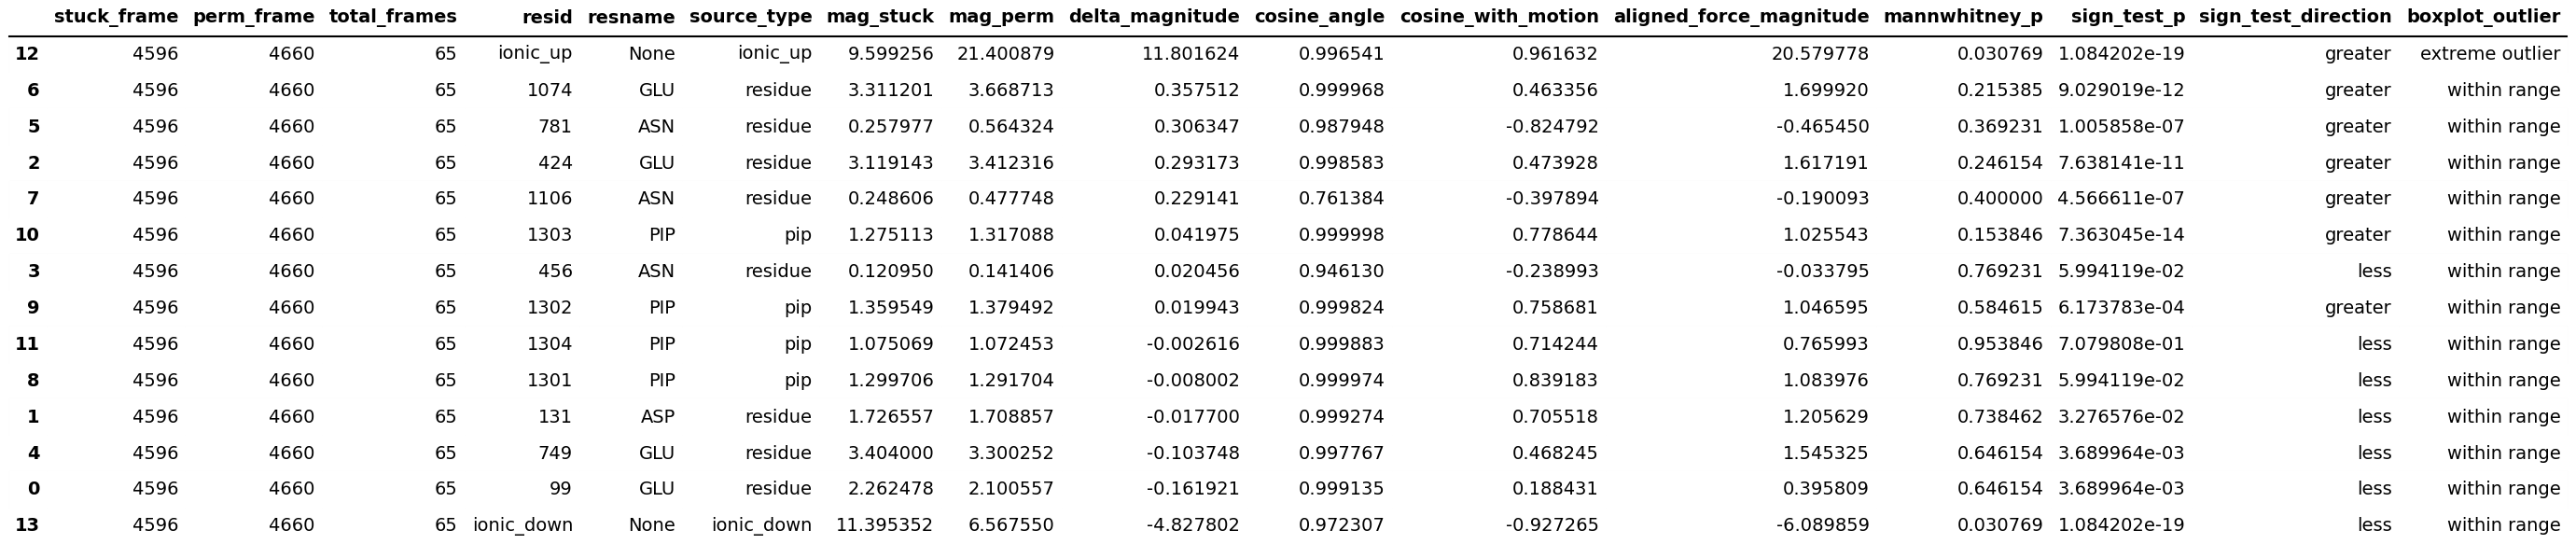 stuck_frame perm_frame total_frames resid resname source_type mag_stuck mag_perm delta_magnitude cosine_angle cosine_with_motion aligned_force_magnitude mannwhitney_p sign_test_p sign_test_direction boxplot_outlier
12 4596 4660 65 ionic_up None ionic_up 9.599256 21.400879 11.801624 0.996541 0.961632 20.579778 0.030769 1.084202e-19 greater extreme outlier
6 4596 4660 65 1074 GLU residue 3.311201 3.668713 0.357512 0.999968 0.463356 1.699920 0.215385 9.029019e-12 greater within range
5 4596 4660 65 781 ASN residue 0.257977 0.564324 0.306347 0.987948 -0.824792 -0.465450 0.369231 1.005858e-07 greater within range
2 4596 4660 65 424 GLU residue 3.119143 3.412316 0.293173 0.998583 0.473928 1.617191 0.246154 7.638141e-11 greater within range
7 4596 4660 65 1106 ASN residue 0.248606 0.477748 0.229141 0.761384 -0.397894 -0.190093 0.400000 4.566611e-07 greater within range
10 4596 4660 65 1303 PIP pip 1.275113 1.317088 0.041975 0.999998 0.778644 1.025543 0.153846 7.363045e-14 greater within range
3 4596 4660 65 456 ASN residue 0.120950 0.141406 0.020456 0.946130 -0.238993 -0.033795 0.769231 5.994119e-02 less within range
9 4596 4660 65 1302 PIP pip 1.359549 1.379492 0.019943 0.999824 0.758681 1.046595 0.584615 6.173783e-04 greater within range
11 4596 4660 65 1304 PIP pip 1.075069 1.072453 -0.002616 0.999883 0.714244 0.765993 0.953846 7.079808e-01 less within range
8 4596 4660 65 1301 PIP pip 1.299706 1.291704 -0.008002 0.999974 0.839183 1.083976 0.769231 5.994119e-02 less within range
1 4596 4660 65 131 ASP residue 1.726557 1.708857 -0.017700 0.999274 0.705518 1.205629 0.738462 3.276576e-02 less within range
4 4596 4660 65 749 GLU residue 3.404000 3.300252 -0.103748 0.997767 0.468245 1.545325 0.646154 3.689964e-03 less within range
0 4596 4660 65 99 GLU residue 2.262478 2.100557 -0.161921 0.999135 0.188431 0.395809 0.646154 3.689964e-03 less within range
13 4596 4660 65 ionic_down None ionic_down 11.395352 6.567550 -4.827802 0.972307 -0.927265 -6.089859 0.030769 1.084202e-19 less within range